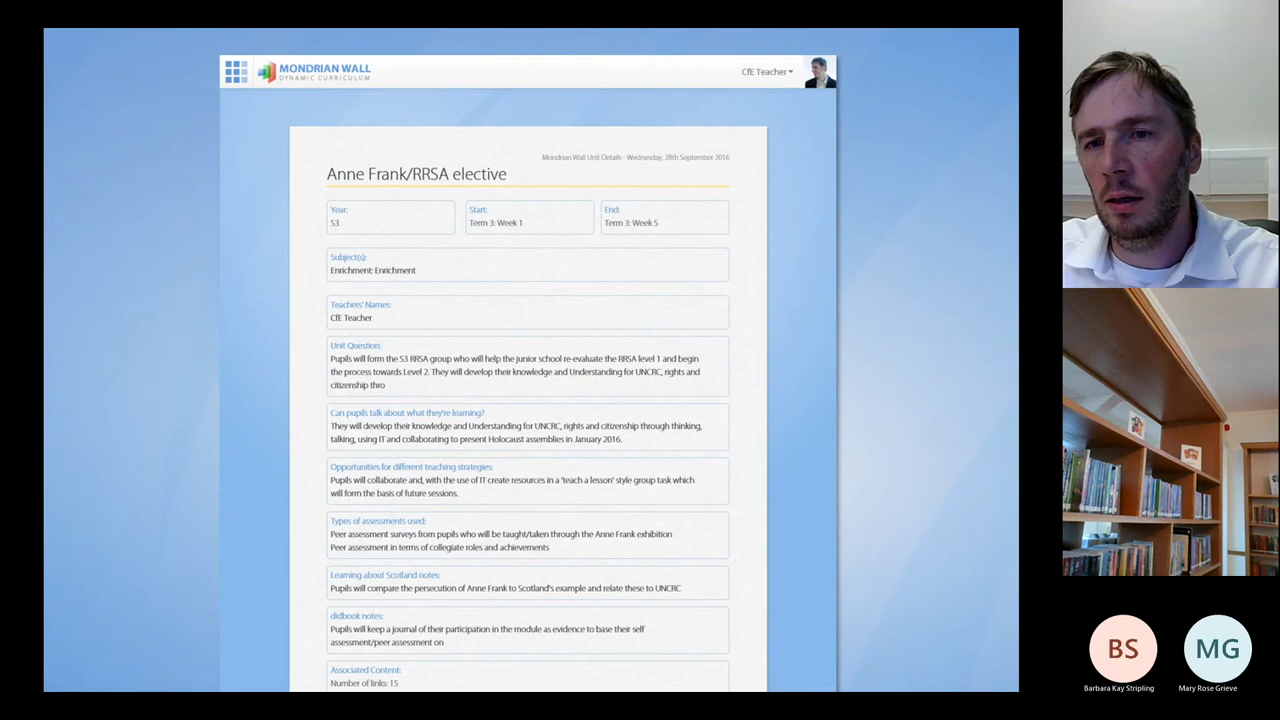 MONDRIAN WALL
DYNAMIC CURRICULUM
CfE Teacher
Mondrian Wall Unit Details - Wednesday, 28th September 2016
Anne Frank/RRSA elective
Year:
S3
Start:
Term 3: Week 1
End:
Term 3: Week 5
Subject(s):
Enrichment: Enrichment
Teachers' Names:
CfE Teacher
Unit Question:
Pupils will form the S3 RRSA group who will help the junior school re-evaluate the RRSA level 1 and begin
the process towards Level 2. They will develop their knowledge and Understanding for UNCRC, rights and
citizenship thro
Can pupils talk about what they're learning?
They will develop their knowledge and Understanding for UNCRC, rights and citizenship through thinking,
talking, using IT and collaborating to present Holocaust assemblies in January 2016.
Opportunities for different teaching strategies:
Pupils will collaborate and, with the use of IT create resources in a 'teach a lesson' style group task which
will form the basis of future sessions.
Types of assessments used:
Peer assessment surveys from pupils who will be taught/taken through the Anne Frank exhibition
Peer assessment in terms of collegiate roles and achievements
Learning about Scotland notes:
Pupils will compare the persecution of Anne Frank to Scotland's example and relate these to UNCRC
didbook notes:
Pupils will keep a journal of their participation in the module as evidence to base their self
assessment/peer assessment on
Associated Content:
Number of links: 15
BS
MG
Barbara Kay Stripling
Mary Rose Grieve